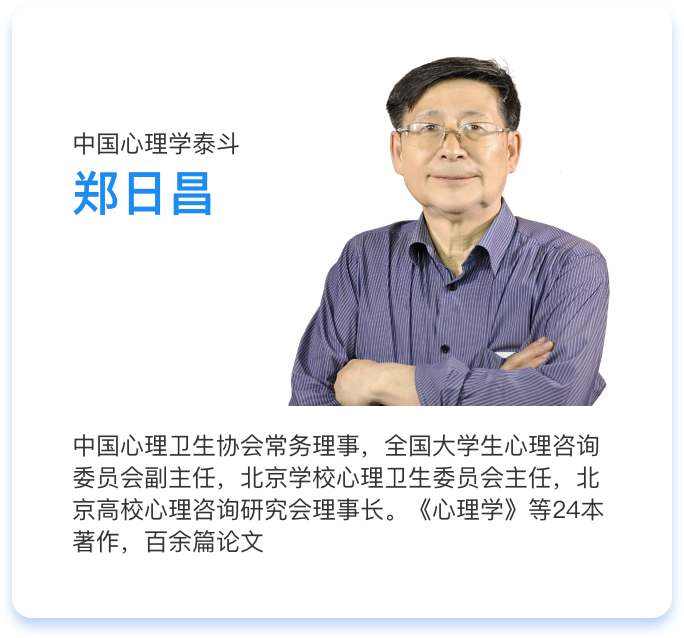 中国心理学泰斗
郑日昌
中国心理卫生协会常务理事，全国大学生心理咨询
委员会副主任，北京学校心理卫生委员会主任，北
京高校心理咨询研究会理事长。《心理学》等24本
著作，百余篇论文